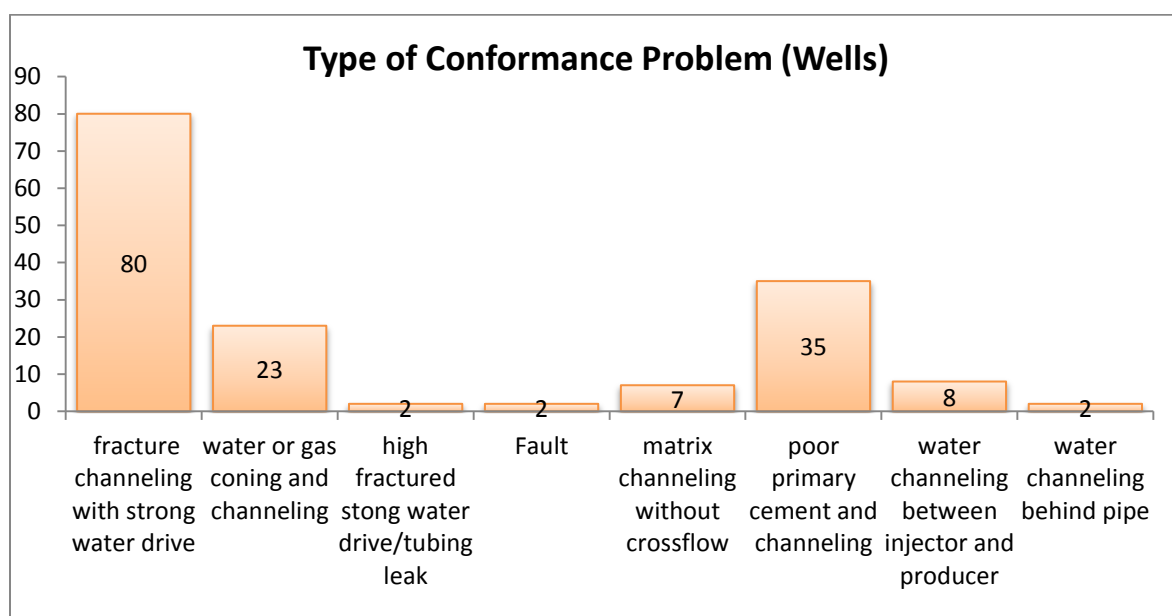 Type of Conformance Problem (Wells)
90
80
70
60
50
40
30
20
10
0
80
23
2
2
7
35
8
2
fracture
channeling
with strong
water drive
water or gas
coning and
channeling
high
fractured
stong water
drive/tubing
leak
Fault
matrix
channeling
without
crossflow
poor
primary
cement and
channeling
water
channeling
between
injector and
producer
water
channeling
behind pipe